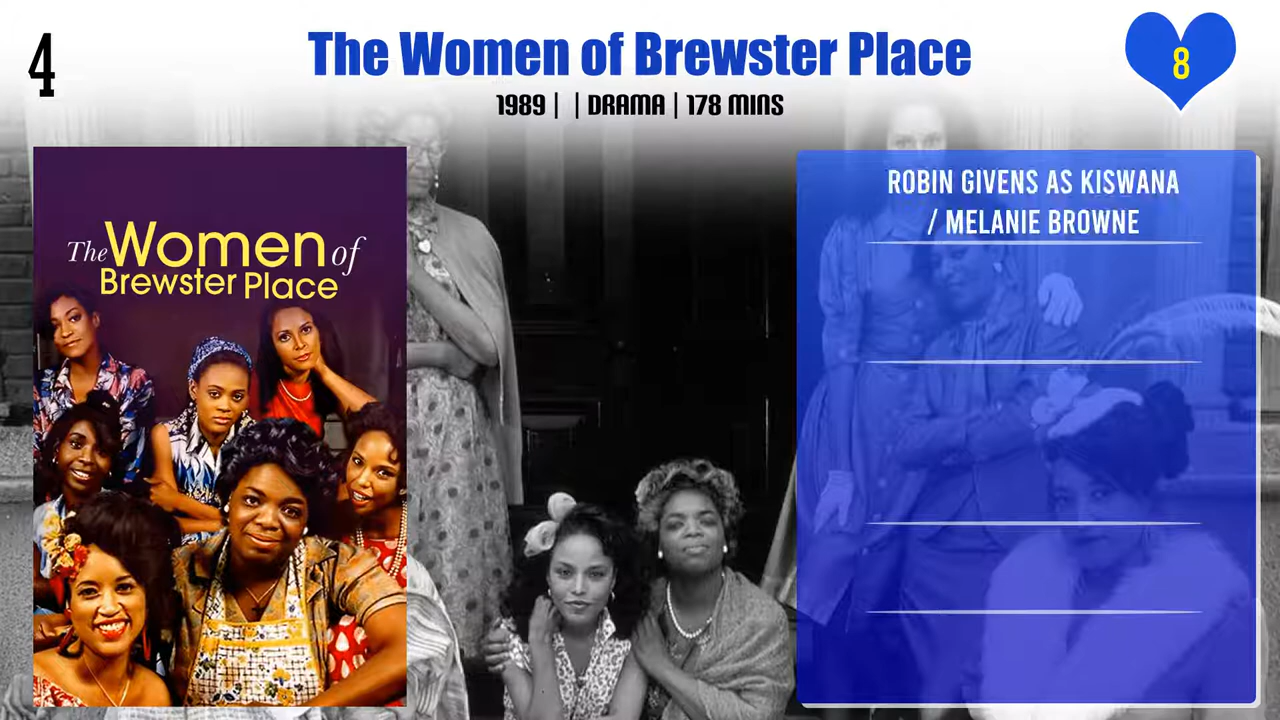 4
The Women of Brewster Place
8
1989 | | DRAMA | 178 MINS
The Women of
Brewster Place
ROBIN GIVENS AS KISWANA
/ MELANIE BROWNE